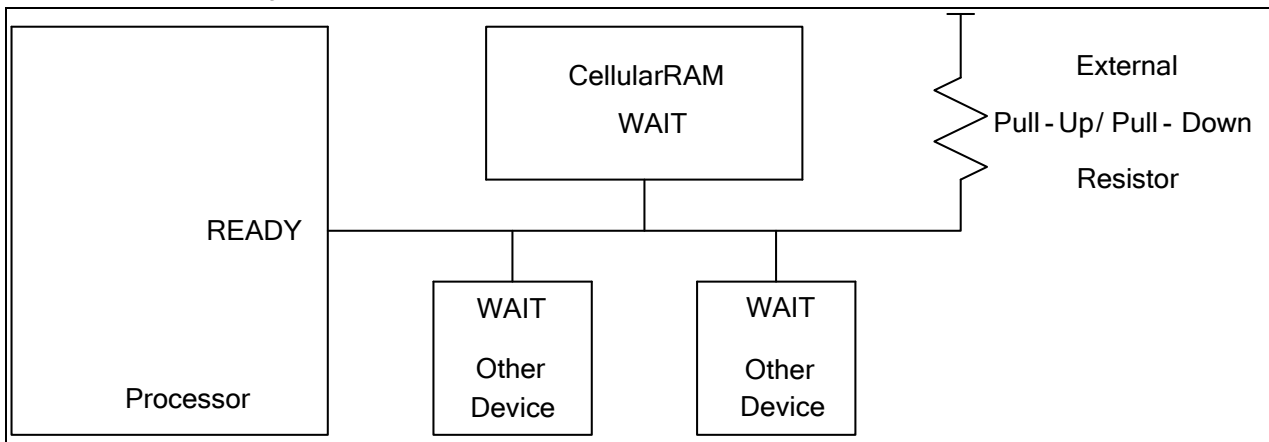 CellularRAM
WAIT
External
Pull - Up / Pull - Down
Resistor
READY
Processor
WAIT
Other
Device
WAIT
Other
Device